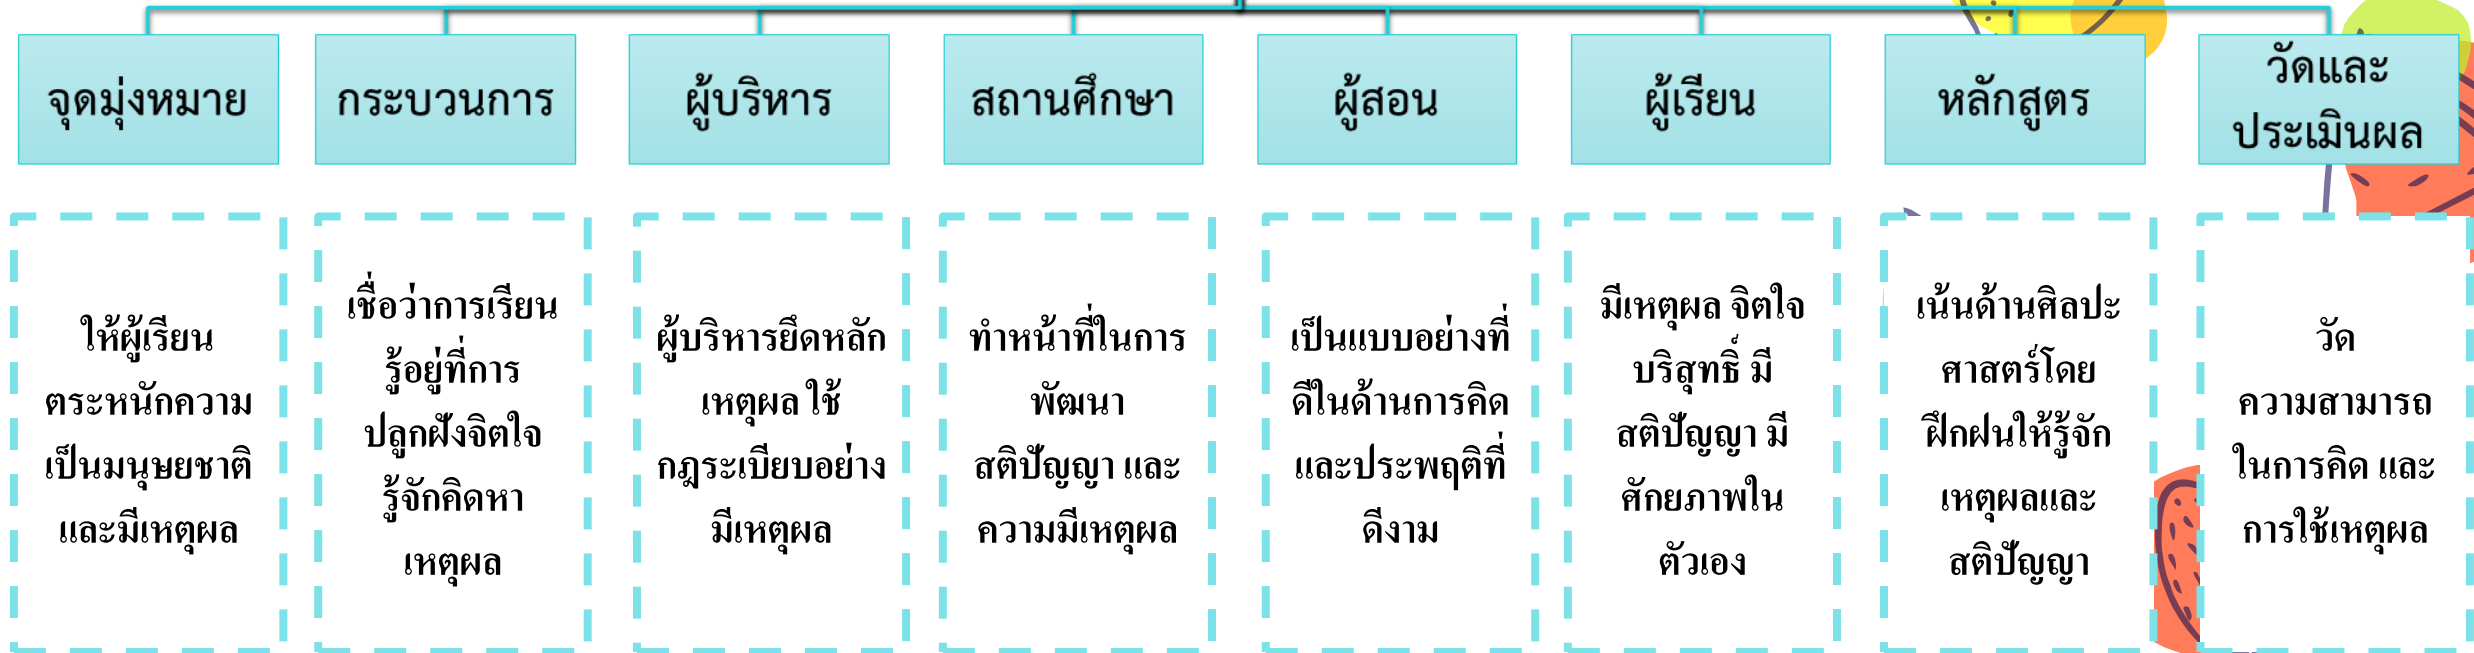 จุดมุ่งหมาย
กระบวนการ
ผู้บริหาร
สถานศึกษา
ผู้สอน
ผู้เรียน
หลักสูตร
วัดและ
ประเมินผล
ให้ผู้เรียน
ตระหนักความ
เป็นมนุษยชาติ
และมีเหตุผล
เชื่อว่าการเรียน
รู้อยู่ที่การ
ปลูกฝังจิตใจ
รู้จักคิดหา
เหตุผล
ผู้บริหารยึดหลัก
เหตุผล ใช้
กฎระเบียบอย่าง
มีเหตุผล
ทำหน้าที่ในการ
พัฒนา
สติปัญญา และ
ความมีเหตุผล
เป็นแบบอย่างที่
ดีในด้านการคิด
และประพฤติที่
ดีงาม
มีเหตุผล จิตใจ
บริสุทธิ์ มี
สติปัญญา มี
ศักยภาพใน
ตัวเอง
เน้นด้านศิลปะ
ศาสตร์โดย
ฝึกฝนให้รู้จัก
เหตุผลและ
สติปัญญา
วัด
ความสามารถ
ในการคิด และ
การใช้เหตุผล